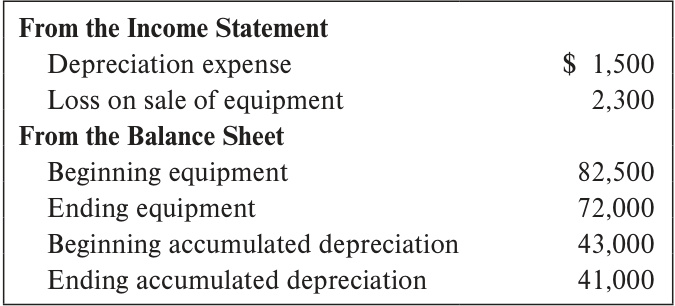 From the Income Statement
Depreciation expense $ 1,500
Loss on sale of equipment 2,300
From the Balance Sheet
Beginning equipment 82,500
Ending equipment 72,000
Beginning accumulated depreciation 43,000
Ending accumulated depreciation 41,000